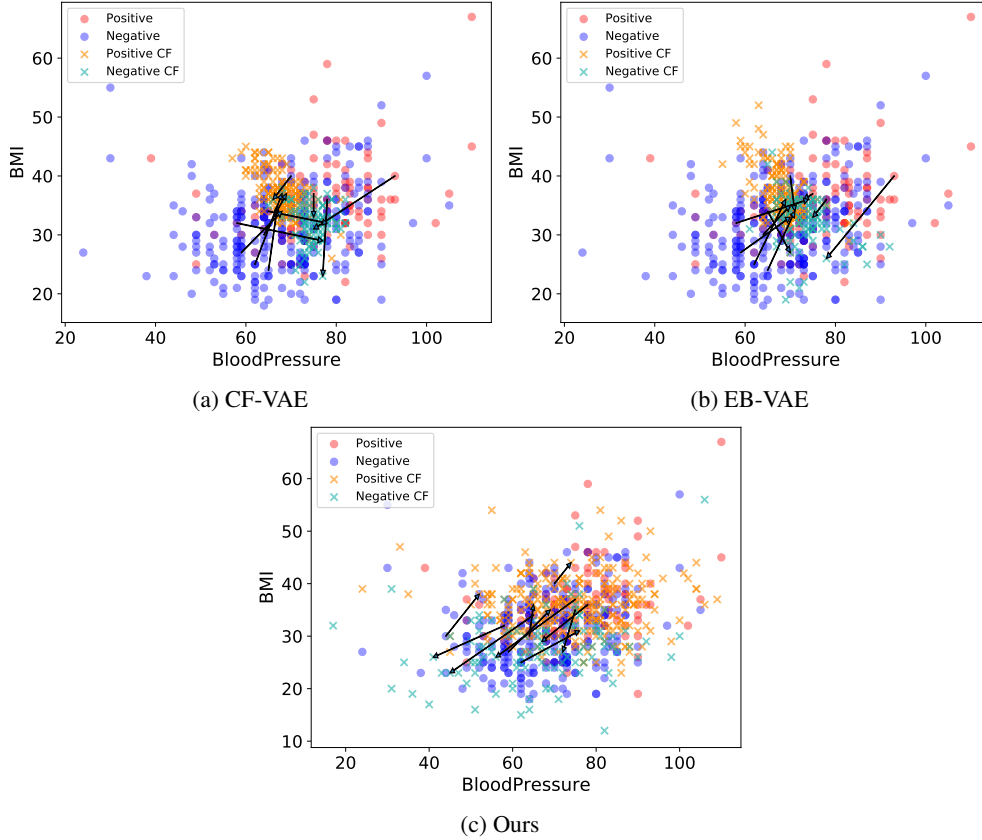 Positive
Negative
Positive CF
Negative CF
60
50
40
30
20
BMI
20 40 60 80 100
BloodPressure
(a) CF-VAE
Positive
Negative
Positive CF
Negative CF
60
50
40
30
20
BMI
20 40 60 80 100
BloodPressure
(b) EB-VAE
Positive
Negative
Positive CF
Negative CF
60
50
40
30
20
10
BMI
20 40 60 80 100
BloodPressure
(c) Ours